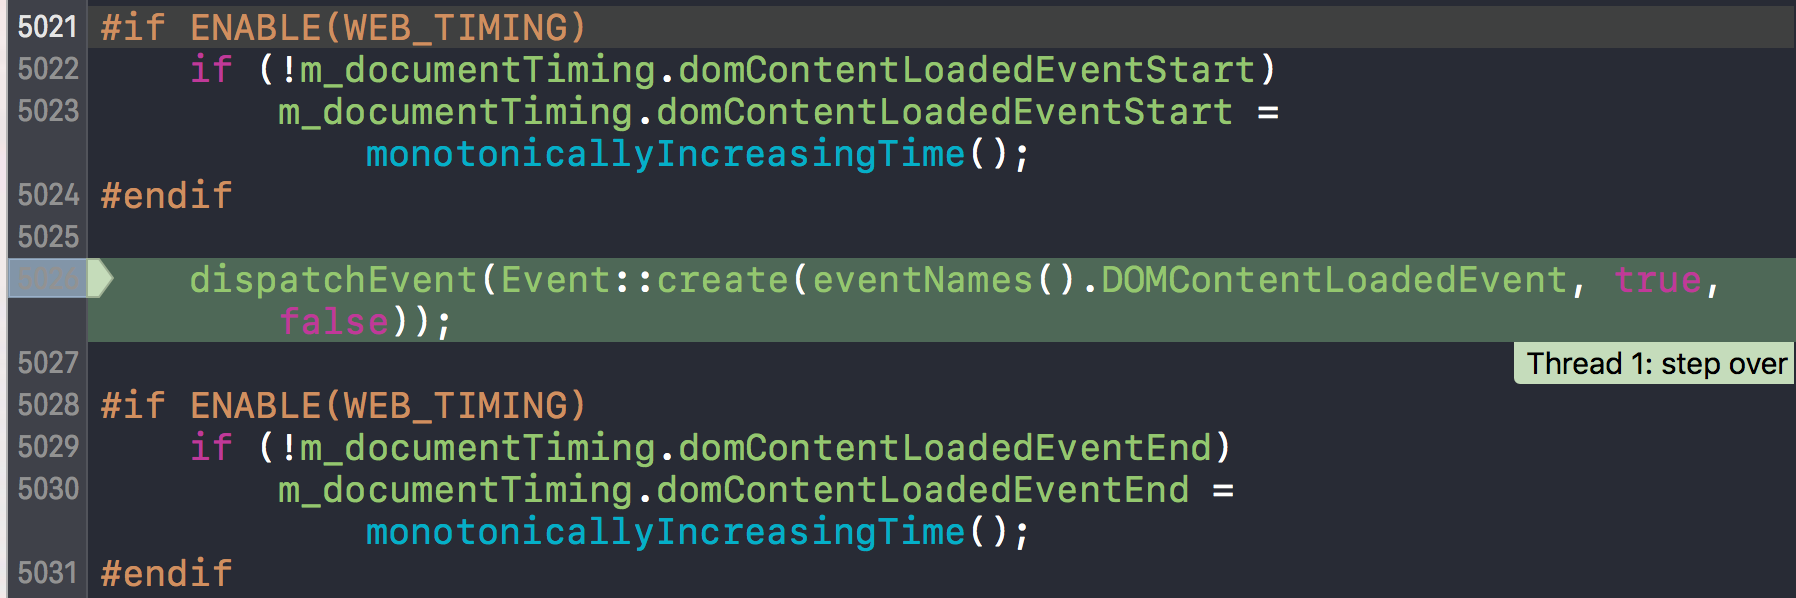 5021 #if ENABLE(WEB_TIMING)
5022 if (!m_documentTiming.domContentLoadedEventStart)
5023 m_documentTiming.domContentLoadedEventStart =
monotonicallyIncreasingTime();
5024 #endif
5025
5026 dispatchEvent(Event::create(eventNames().DOMContentLoadedEvent, true,
false));
5027 Thread 1: step over
5028 #if ENABLE(WEB_TIMING)
5029 if (!m_documentTiming.domContentLoadedEventEnd)
5030 m_documentTiming.domContentLoadedEventEnd =
monotonicallyIncreasingTime();
5031 #endif